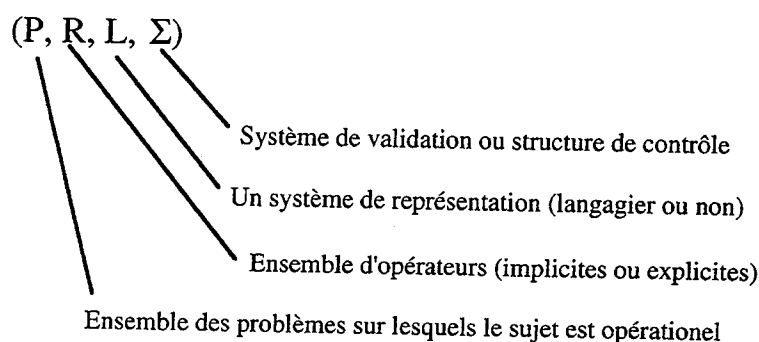 (P, R, L, Σ)
Système de validation ou structure de contrôle
Un système de représentation (langagier ou non)
Ensemble d'opérateurs (implicites ou explicites)
Ensemble des problèmes sur lesquels le sujet est opérationel